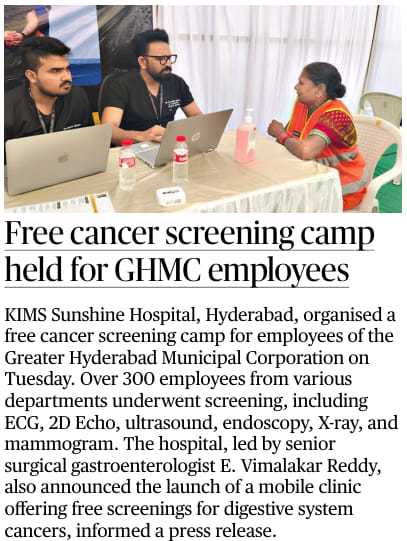 Free cancer screening camp
held for GHMC employees
KIMS Sunshine Hospital, Hyderabad, organised a
free cancer screening camp for employees of the
Greater Hyderabad Municipal Corporation on
Tuesday. Over 300 employees from various
departments underwent screening, including
ECG, 2D Echo, ultrasound, endoscopy, X-ray, and
mammogram. The hospital, led by senior
surgical gastroenterologist E. Vimalakar Reddy,
also announced the launch of a mobile clinic
offering free screenings for digestive system
cancers, informed a press release.